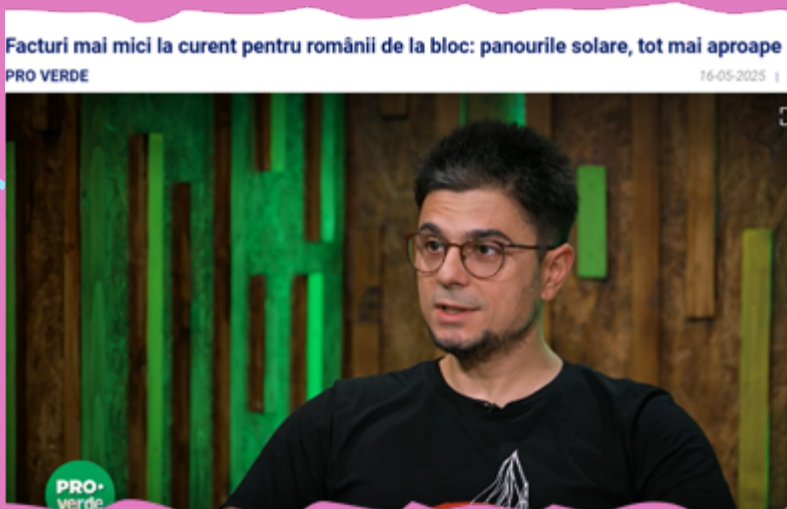 Facturi mai mici la curent pentru românii de la bloc: panourile solare, tot mai aproape
PRO VERDE
16-05-2025 |
PRO•
verde